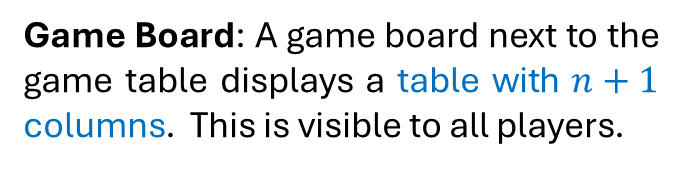 Game Board: A game board next to the
game table displays a table with n + 1
columns. This is visible to all players.